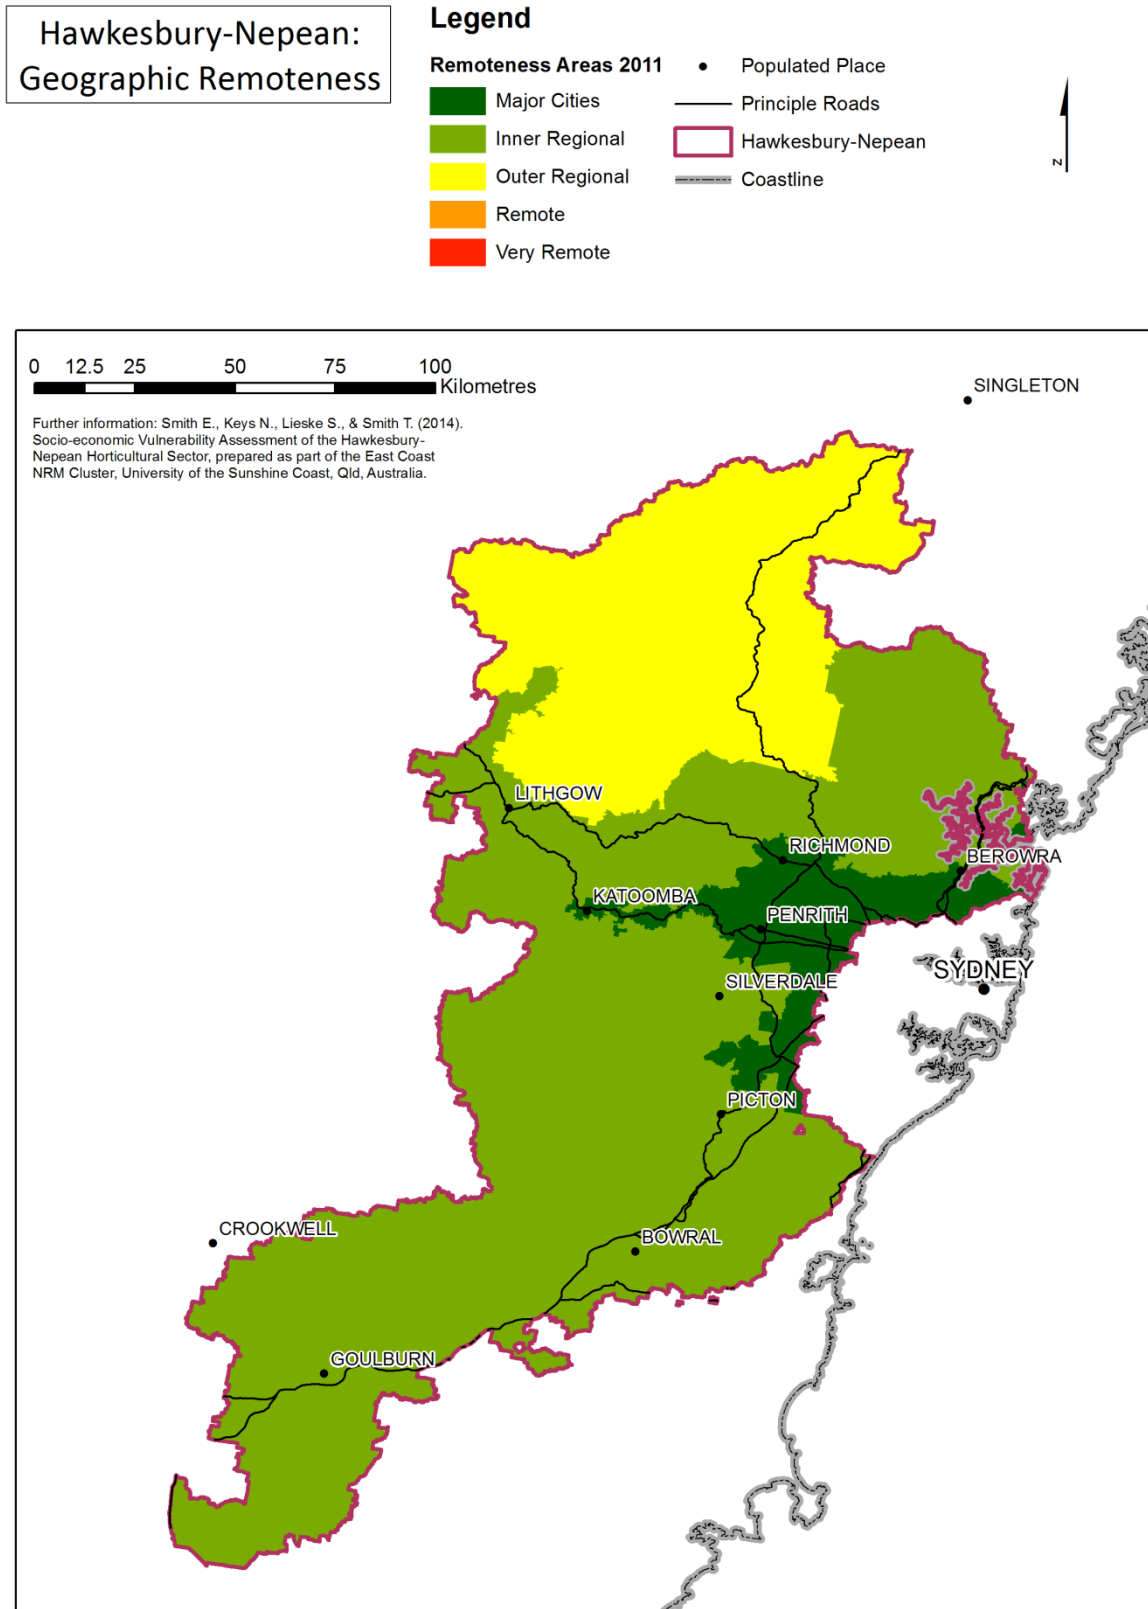 Hawkesbury-Nepean:
Geographic Remoteness
Legend
Remoteness Areas 2011
Major Cities
Inner Regional
Outer Regional
Remote
Very Remote
Populated Place
Principle Roads
Hawkesbury-Nepean
Coastline
N
0 12.5 25 50 75 100
Kilometres
Further information: Smith E., Keys N., Lieske S., & Smith T. (2014).
Socio-economic Vulnerability Assessment of the Hawkesbury-
Nepean Horticultural Sector, prepared as part of the East Coast
NRM Cluster, University of the Sunshine Coast, Qld, Australia.
SINGLETON
LITHGOW
RICHMOND
BEROWRA
KATOOMBA
PENRITH
SYDNEY
SILVERDALE
PICTON
CROOKWELL
BOWRAL
GOULBURN